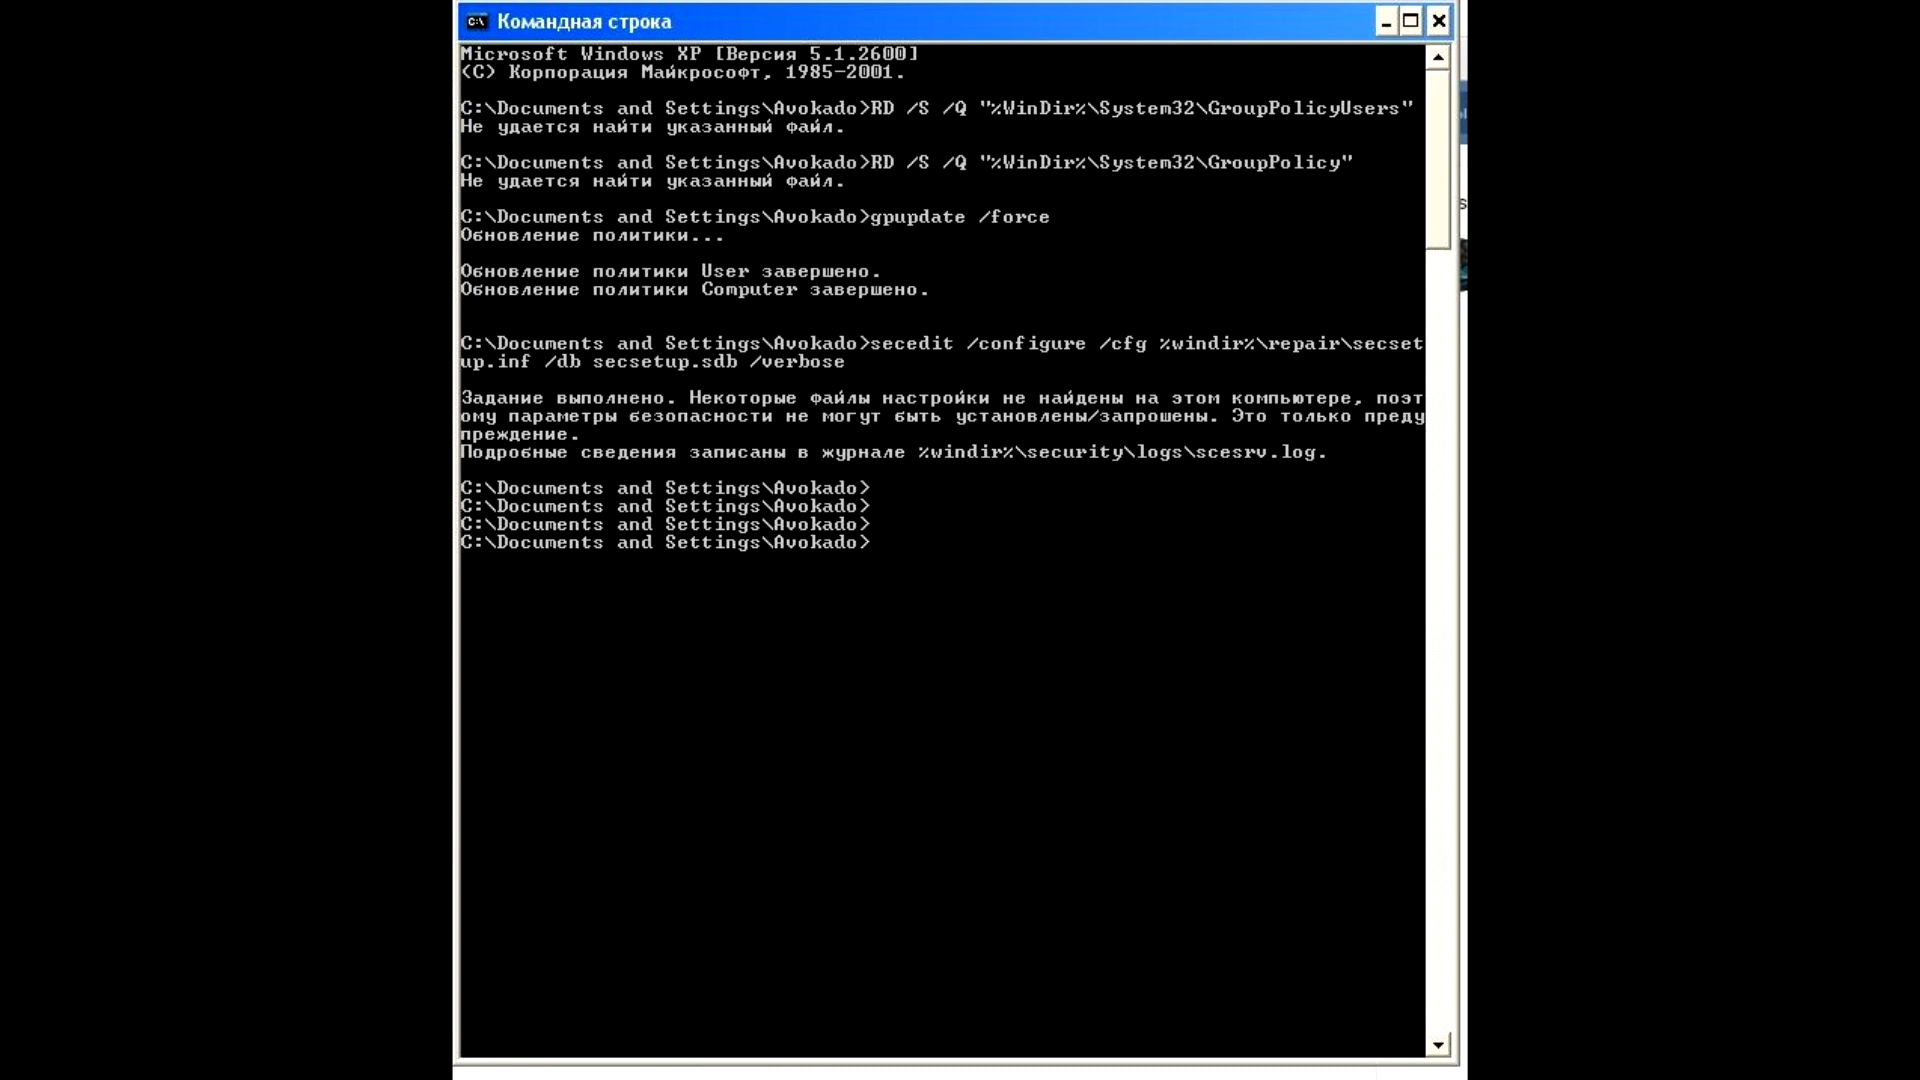 Командная строка
Microsoft Windows XP [Версия 5.1.2600]
(C) Корпорация Майкрософт, 1985-2001.
C:\Documents and Settings\Avokado>RD /S /Q "%WinDir%\System32\GroupPolicyUsers"
Не удается найти указанный файл.
C:\Documents and Settings\Avokado>RD /S /Q "%WinDir%\System32\GroupPolicy"
Не удается найти указанный файл.
C:\Documents and Settings\Avokado>gpupdate /force
Обновление политики...
Обновление политики User завершено.
Обновление политики Computer завершено.
C:\Documents and Settings\Avokado>secedit /configure /cfg %windir%\repair\secset
up.inf /db secsetup.sdb /verbose
Задание выполнено. Некоторые файлы настройки не найдены на этом компьютере, поэт
ому параметры безопасности не могут быть установлены/запрошены. Это только преду
преждение.
Подробные сведения записаны в журнале %windir%\security\logs\scesrv.log.
C:\Documents and Settings\Avokado>
C:\Documents and Settings\Avokado>
C:\Documents and Settings\Avokado>
C:\Documents and Settings\Avokado>